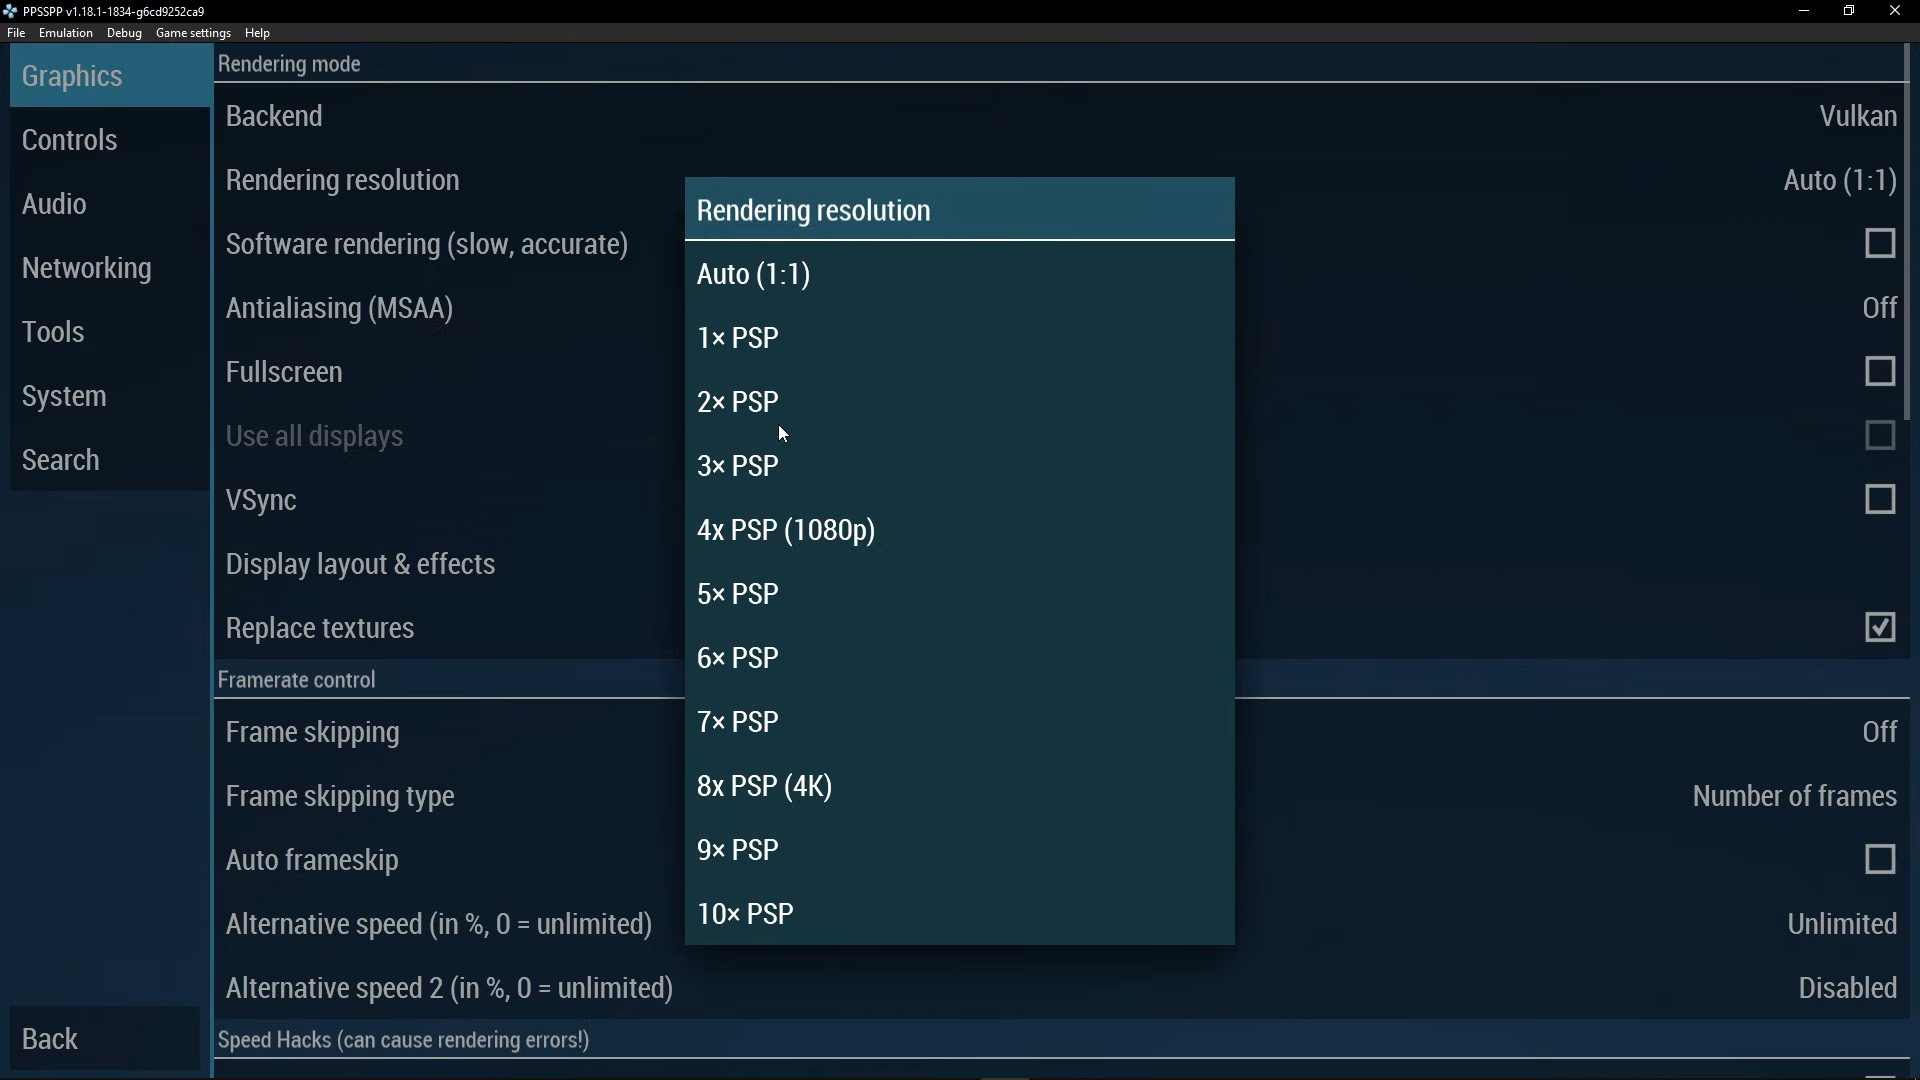 PPSSPP v1.18.1-1834-g6cd9252ca9
File Emulation Debug Game settings Help
Graphics
Controls
Audio
Networking
Tools
System
Search
Back
Rendering mode
Backend Vulkan
Rendering resolution Auto (1:1)
Software rendering (slow, accurate)
Antialiasing (MSAA) Off
Fullscreen
Use all displays
VSync
Display layout & effects
Replace textures
Framerate control
Frame skipping Off
Frame skipping type Number of frames
Auto frameskip
Alternative speed (in %, 0 = unlimited) Unlimited
Alternative speed 2 (in %, 0 = unlimited) Disabled
Speed Hacks (can cause rendering errors!)
Rendering resolution
Auto (1:1)
1× PSP
2× PSP
3× PSP
4x PSP (1080p)
5× PSP
6× PSP
7× PSP
8x PSP (4K)
9× PSP
10× PSP